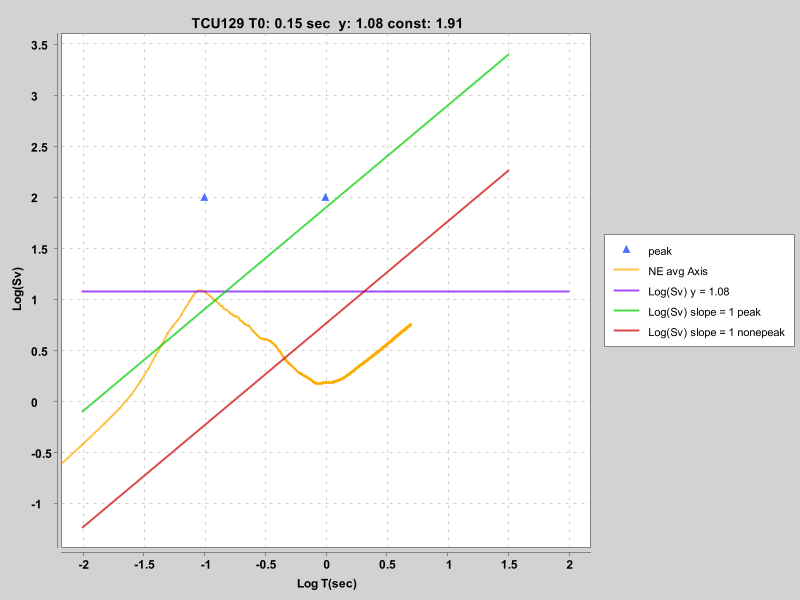 TCU129 T0: 0.15 sec  y: 1.08 const: 1.91
3.5
3
2.5
2
1.5
1
0.5
0
-0.5
-1
Log(Sv)
-2
-1.5
-1
-0.5
0
0.5
1
1.5
2
Log T(sec)
peak
NE avg Axis
Log(Sv) y = 1.08
Log(Sv) slope = 1 peak
Log(Sv) slope = 1 nonepeak